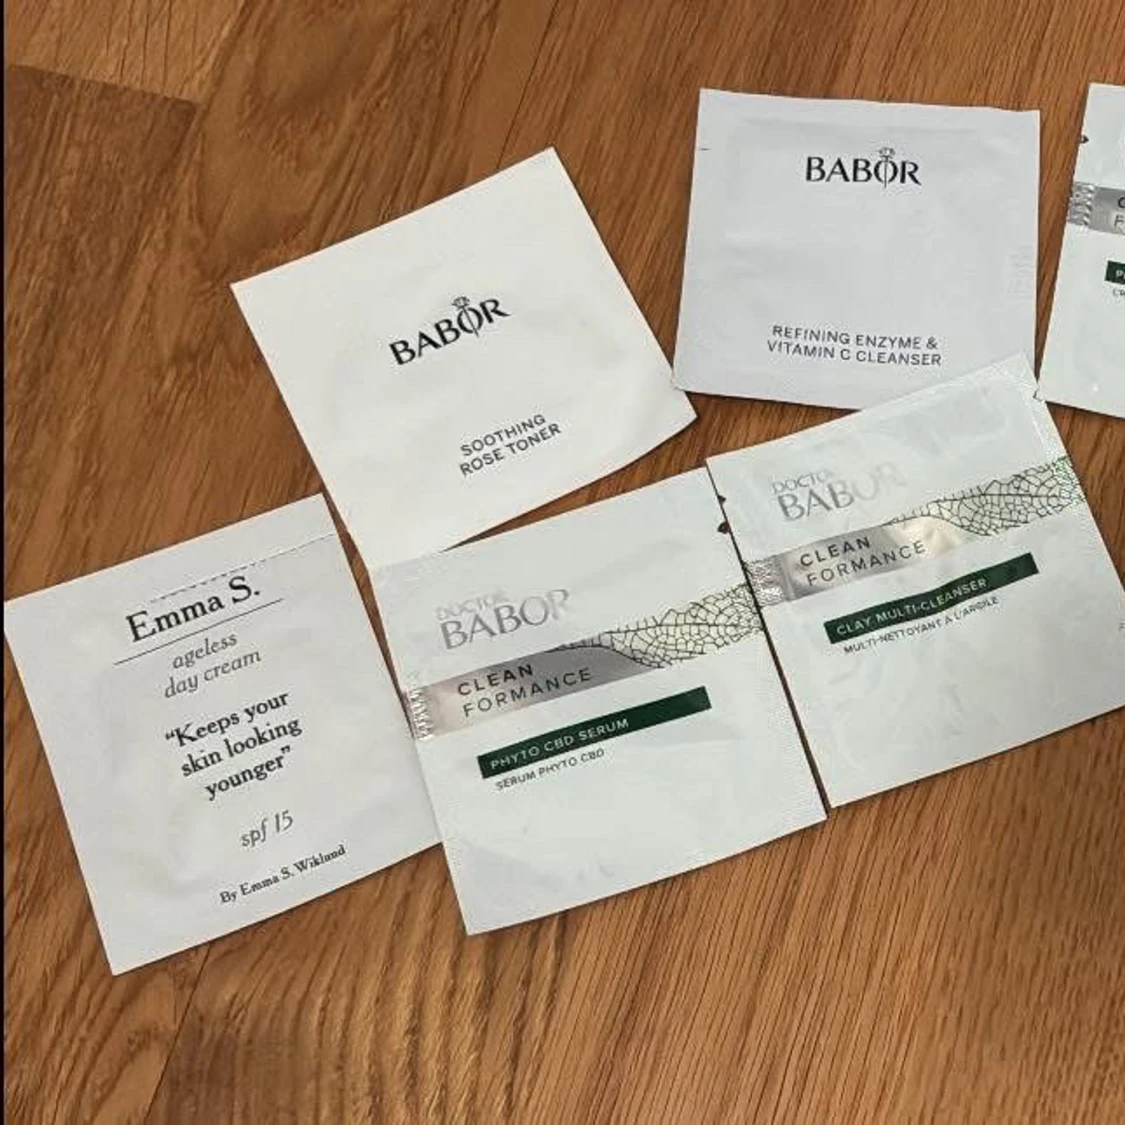 BABOR
SOOTHING
ROSE TONER
BABOR
REFINING ENZYME &
VITAMIN C CLEANSER
Emma S.
ageless
day cream
“Keeps your
skin looking
younger”
spf 15
By Emma S. Wiklund
DOCTOR
BABOR
CLEAN
FORMANCE
PHYTO CBD SERUM
SÉRUM PHYTO CBD
DOCTOR
BABOR
CLEAN
FORMANCE
CLAY MULTI-CLEANSER
MULTI-NETTOYANT À L'ARGILE